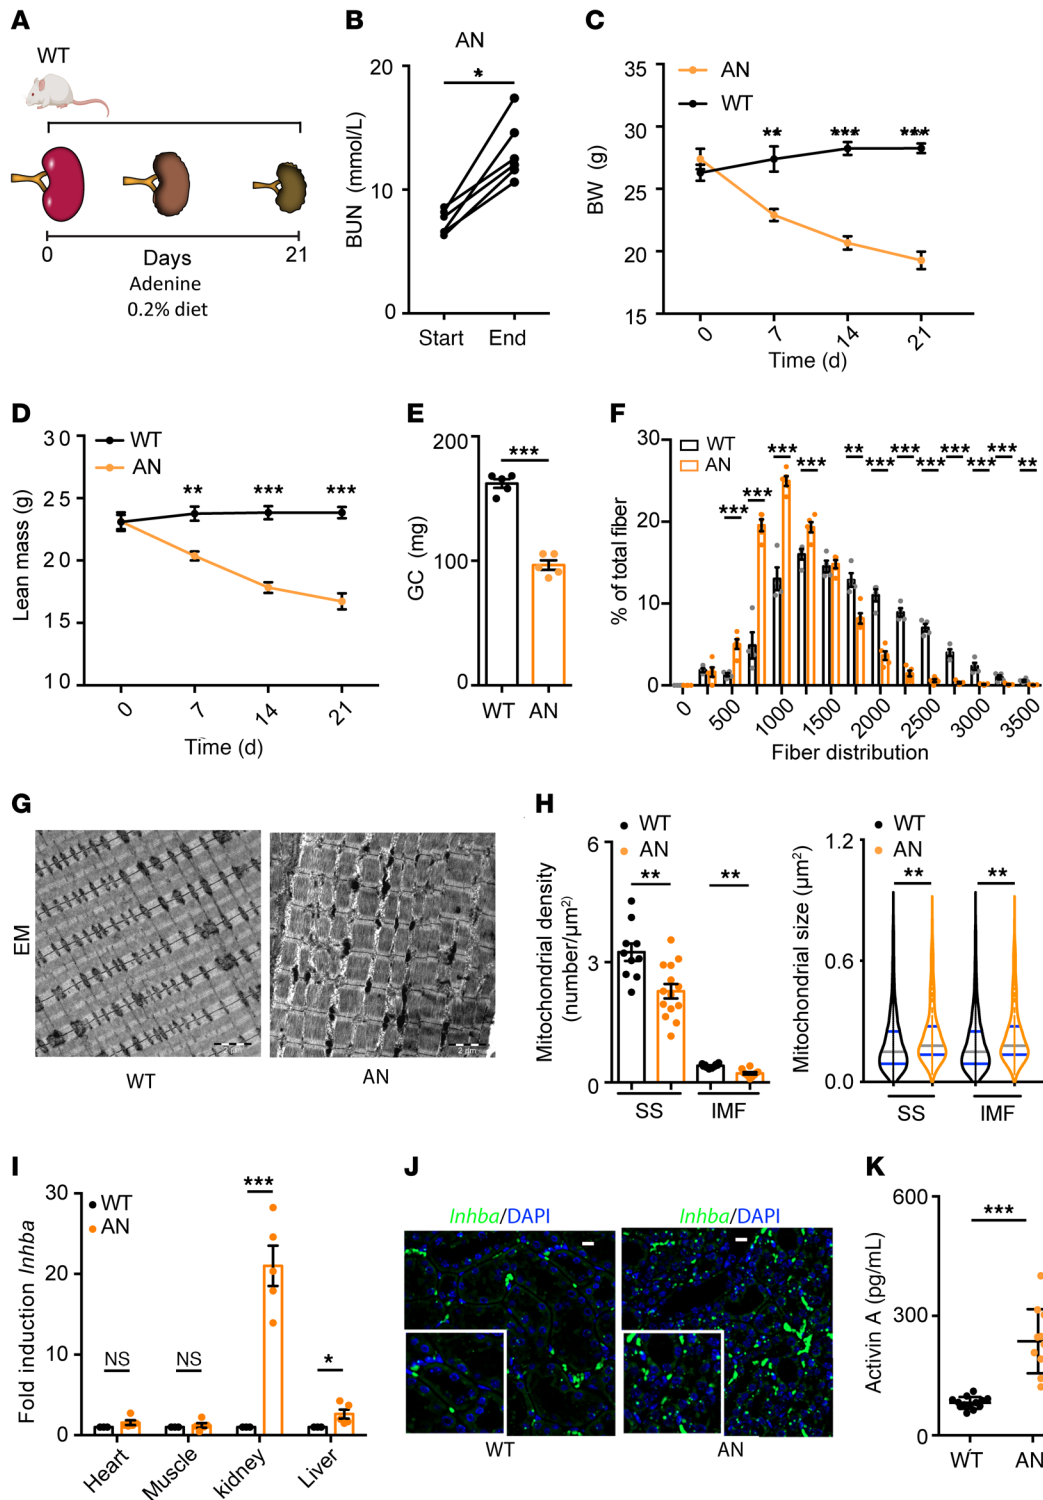 A
WT
0
Days
21
Adenine
0.2% diet
B
AN
*
20
10
0
BUN (mmol/L)
Start
End
C
AN
WT
**
***
***
35
30
25
20
15
BW (g)
0
7
14
21
Time (d)
D
WT
AN
**
***
***
30
25
20
10
Lean mass (g)
0
7
14
21
Time (d)
E
***
200
100
0
GC (mg)
WT
AN
F
WT
AN
***
***
***
***
**
***
***
***
***
***
***
**
30
20
10
0
% of total fiber
0
500
1000
1500
2000
2500
3000
3500
Fiber distribution
G
EM
2 µm
2 µm
WT
AN
H
WT
AN
**
**
6
3
0
Mitochondrial density
(number/µm²)
SS
IMF
WT
AN
**
**
1.2
0.6
0.0
Mitochondrial size (µm²)
SS
IMF
I
WT
AN
NS
NS
***
*
30
20
10
0
Fold induction Inhba
Heart
Muscle
kidney
Liver
J
Inhba/DAPI
Inhba/DAPI
WT
AN
K
***
600
300
0
Activin A (pg/mL)
WT
AN